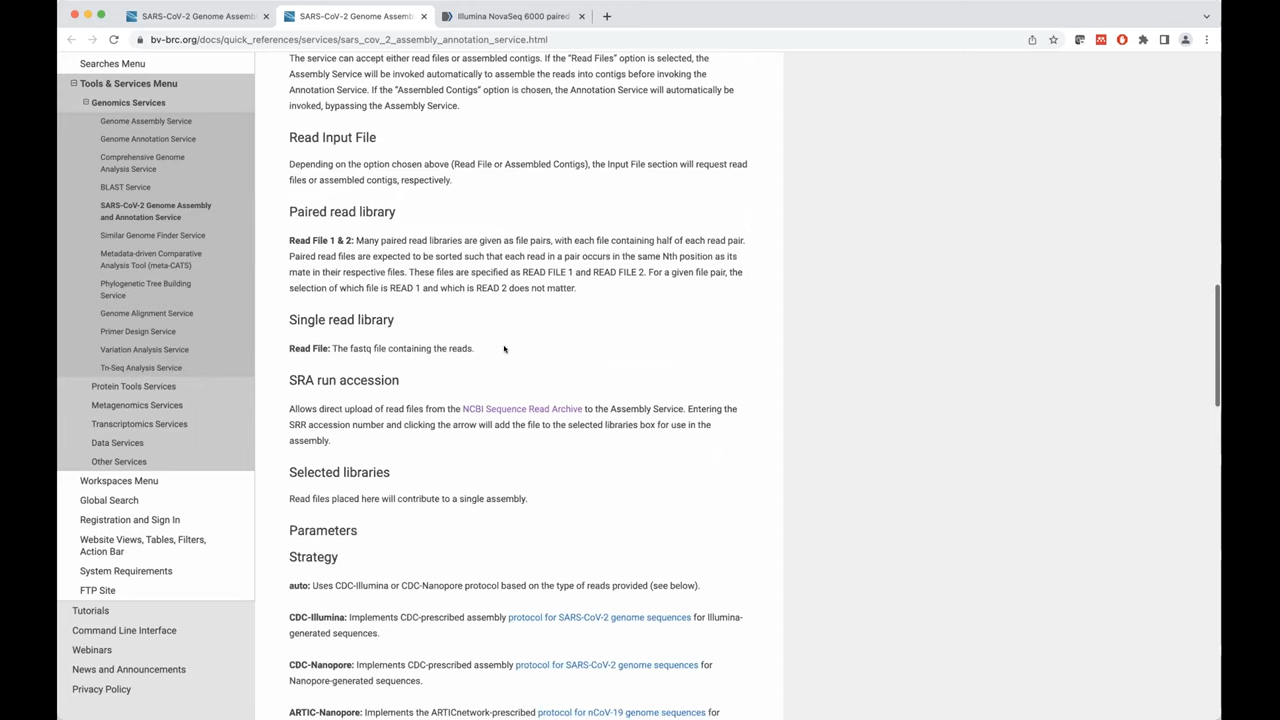 SARS-CoV-2 Genome Assemb
SARS-CoV-2 Genome Assemb
Illumina NovaSeq 6000 paired
bv-brc.org/docs/quick_references/services/sars_cov_2_assembly_annotation_service.html
Searches Menu
Tools & Services Menu
Genomics Services
Genome Assembly Service
Genome Annotation Service
Comprehensive Genome
Analysis Service
BLAST Service
SARS-CoV-2 Genome Assembly
and Annotation Service
Similar Genome Finder Service
Metadata-driven Comparative
Analysis Tool (meta-CATS)
Phylogenetic Tree Building
Service
Genome Alignment Service
Primer Design Service
Variation Analysis Service
Tn-Seq Analysis Service
Protein Tools Services
Metagenomics Services
Transcriptomics Services
Data Services
Other Services
Workspaces Menu
Global Search
Registration and Sign In
Website Views, Tables, Filters,
Action Bar
System Requirements
FTP Site
Tutorials
Command Line Interface
Webinars
News and Announcements
Privacy Policy
The service can accept either read files or assembled contigs. If the “Read Files” option is selected, the
Assembly Service will be invoked automatically to assemble the reads into contigs before invoking the
Annotation Service. If the “Assembled Contigs” option is chosen, the Annotation Service will automatically be
invoked, bypassing the Assembly Service.
Read Input File
Depending on the option chosen above (Read File or Assembled Contigs), the Input File section will request read
files or assembled contigs, respectively.
Paired read library
Read File 1 & 2: Many paired read libraries are given as file pairs, with each file containing half of each read pair.
Paired read files are expected to be sorted such that each read in a pair occurs in the same Nth position as its
mate in their respective files. These files are specified as READ FILE 1 and READ FILE 2. For a given file pair, the
selection of which file is READ 1 and which is READ 2 does not matter.
Single read library
Read File: The fastq file containing the reads.
SRA run accession
Allows direct upload of read files from the NCBI Sequence Read Archive to the Assembly Service. Entering the
SRR accession number and clicking the arrow will add the file to the selected libraries box for use in the
assembly.
Selected libraries
Read files placed here will contribute to a single assembly.
Parameters
Strategy
auto: Uses CDC-Illumina or CDC-Nanopore protocol based on the type of reads provided (see below).
CDC-Illumina: Implements CDC-prescribed assembly protocol for SARS-CoV-2 genome sequences for Illumina-
generated sequences.
CDC-Nanopore: Implements CDC-prescribed assembly protocol for SARS-CoV-2 genome sequences for
Nanopore-generated sequences.
ARTIC-Nanopore: Implements the ARTICnetwork-prescribed protocol for nCoV-19 genome sequences for